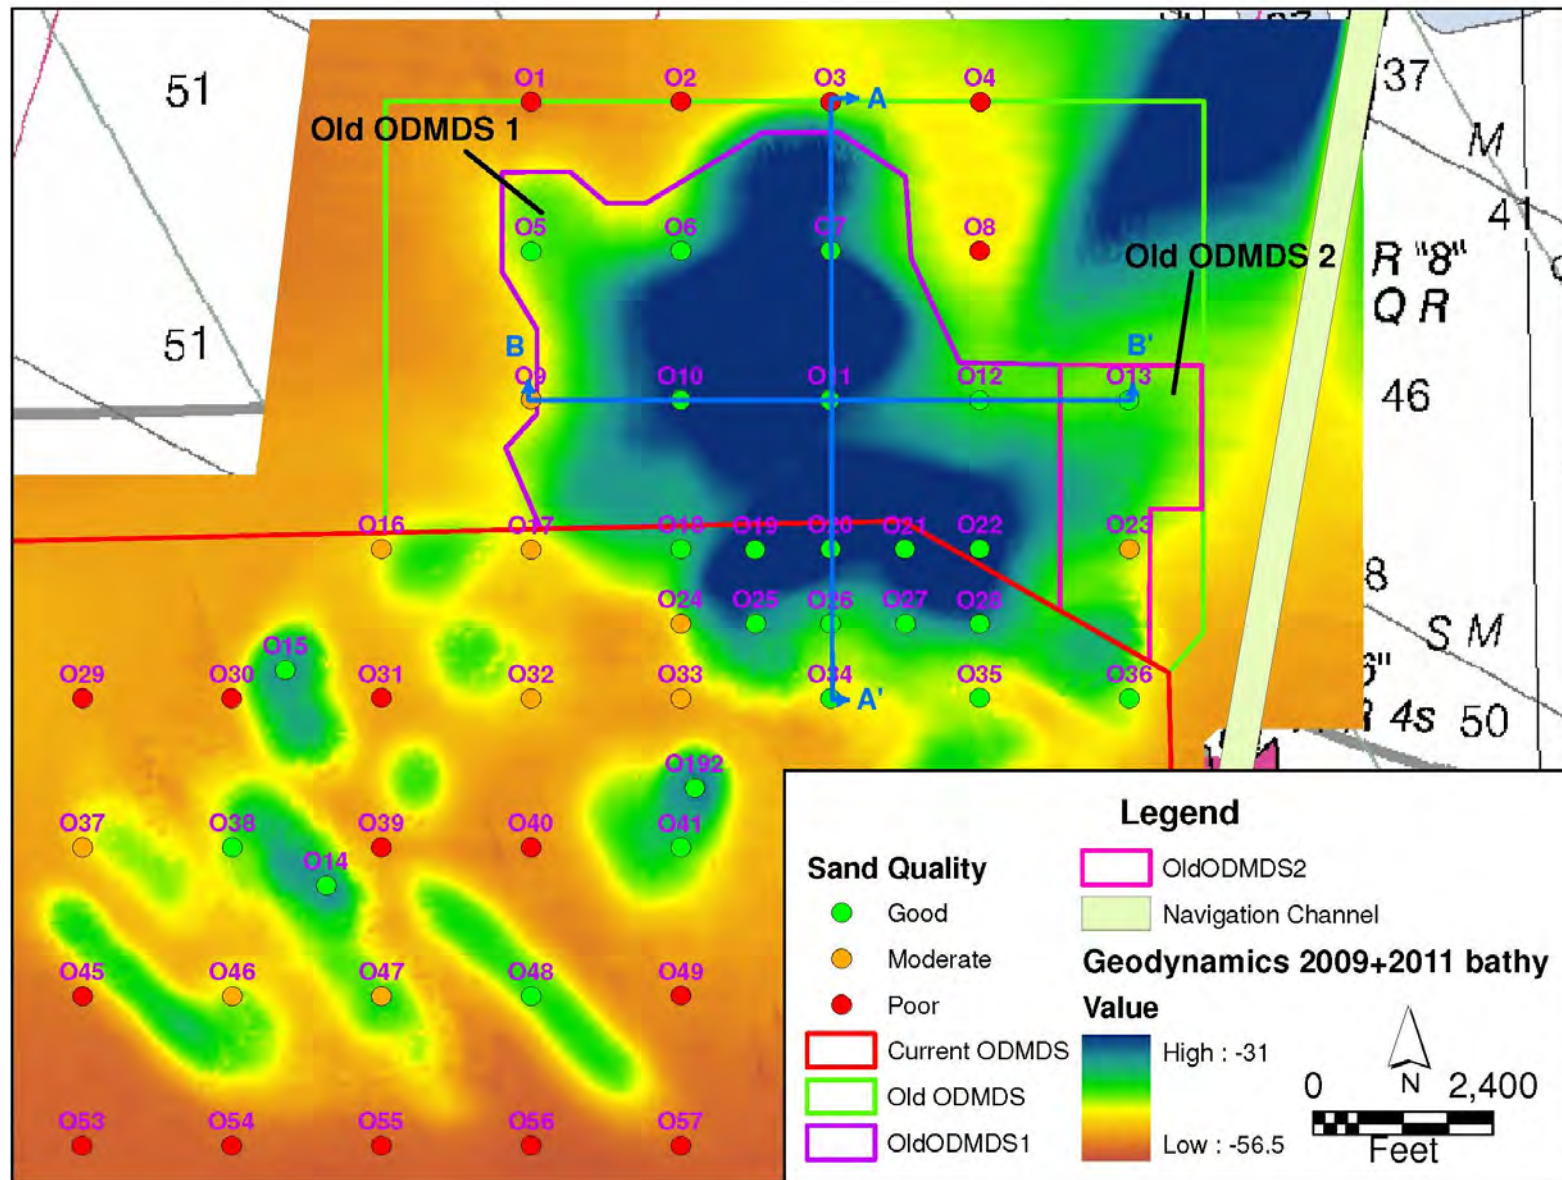 51
37
O1 O2 O3 O4
A
Old ODMDS 1
M
41
O5 O6 O7 O8
Old ODMDS 2
R "8"
Q R
51
B
B'
O9 O10 O11 O12 O13
46
O16 O17 O18 O19 O20 O21 O22 O23
8
O24 O25 O26 O27 O28
S M
O15
O29 O30 O31 O32 O33 O34 O35 O36
A'
4s 50
O192
O37 O38 O39 O40 O41
O14
O45 O46 O47 O48 O49
O53 O54 O55 O56 O57
Legend
Sand Quality
Good
Moderate
Poor
Current ODMDS
Old ODMDS
OldODMDS1
OldODMDS2
Navigation Channel
Geodynamics 2009+2011 bathy
Value
High : -31
Low : -56.5
N
0 2,400
Feet